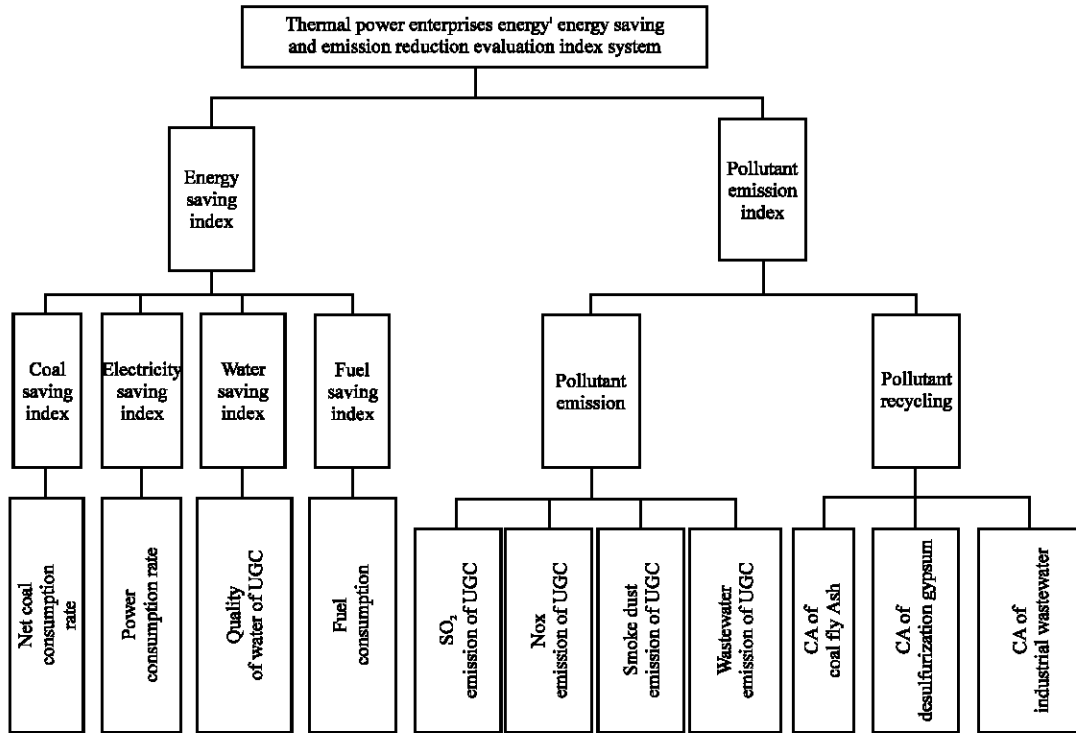 Thermal power enterprises energy' energy saving
and emission reduction evaluation index system
Energy
saving
index
Pollutant
emission
index
Coal
saving
index
Electricity
saving
index
Water
saving
index
Fuel
saving
index
Pollutant
emission
Pollutant
recycling
Net coal
consumption
rate
Power
consumption rate
Quality
of water of UGC
Fuel
consumption
SO₂
emission of UGC
Nox
emission of UGC
Smoke dust
emission of UGC
Wastewater
emission of UGC
CA of
coal fly Ash
CA of
desulfurization gypsum
CA of
industrial wastewater